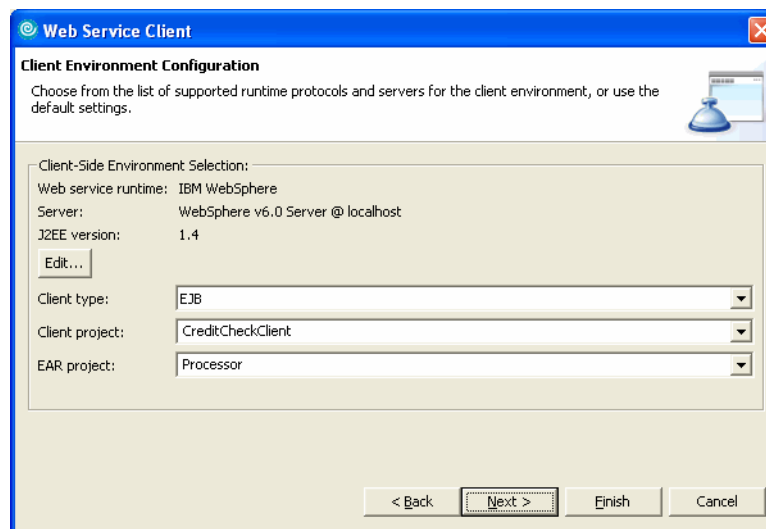 Web Service Client
Client Environment Configuration
Choose from the list of supported runtime protocols and servers for the client environment, or use the
default settings.
Client-Side Environment Selection:
Web service runtime: IBM WebSphere
Server: WebSphere v6.0 Server @ localhost
J2EE version: 1.4
Edit...
Client type: EJB
Client project: CreditCheckClient
EAR project: Processor
< Back Next > Finish Cancel